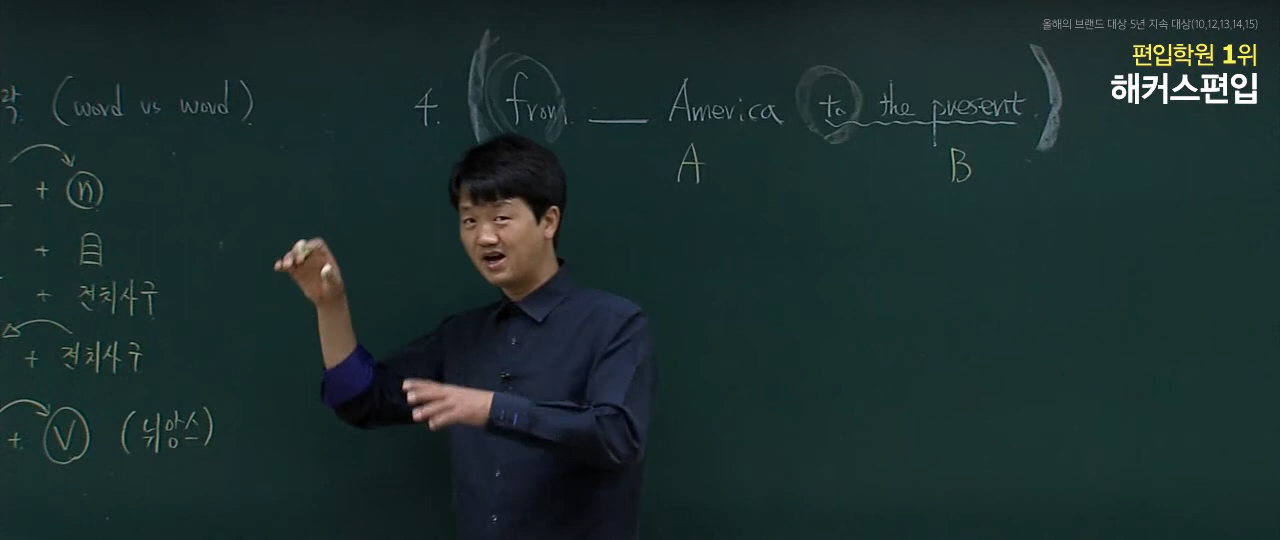 올해의 브랜드 대상 5년 지속 대상(10,12,13,14,15)
편입학원 1위
해커스편입
락 (word vs word)
+ n
+ 目
+ 전치사구
+ 전치사구
+ V (뉘앙스)
4. (from ___ America to the present.)
A B